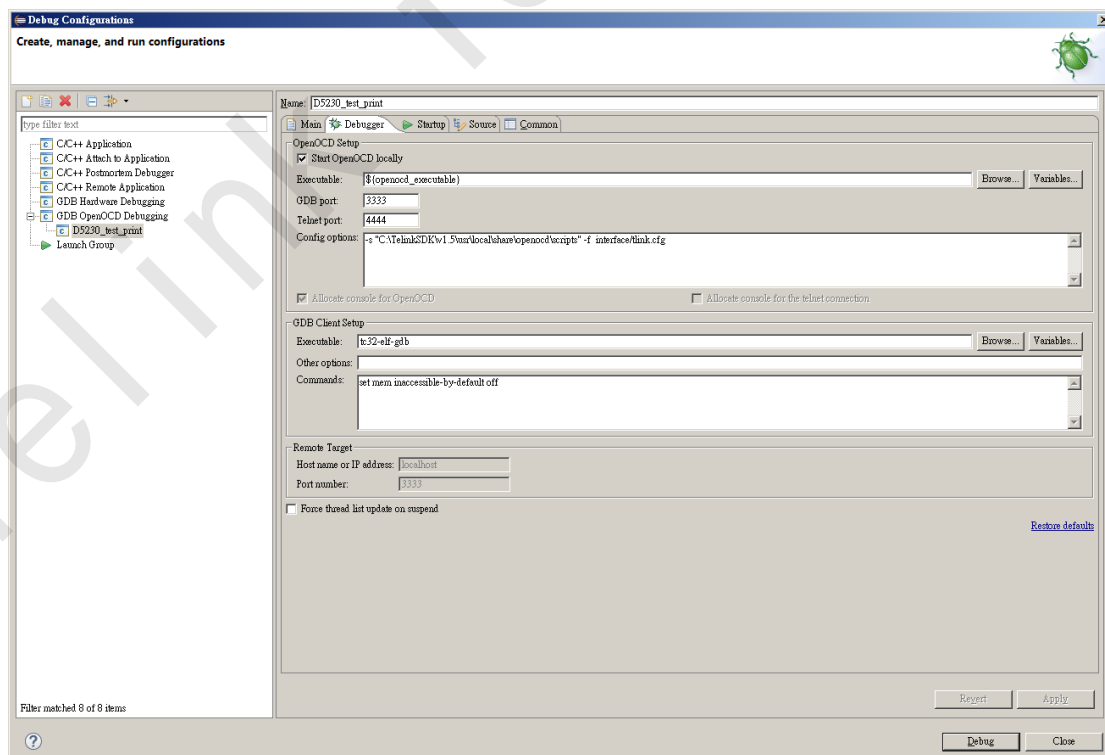 Debug Configurations
Create, manage, and run configurations
type filter text
C/C++ Application
C/C++ Attach to Application
C/C++ Postmortem Debugger
C/C++ Remote Application
GDB Hardware Debugging
GDB OpenOCD Debugging
D5230_test_print
Launch Group
Filter matched 8 of 8 items
Name: D5230_test_print
Main Debugger Startup Source Common
OpenOCD Setup
Start OpenOCD locally
Executable: ${openocd_executable} Browse... Variables...
GDB port: 3333
Telnet port: 4444
Config options: -s "C:\TelinkSDK\v1.5\usr\local\share\openocd\scripts" -f interface/tlink.cfg
Allocate console for OpenOCD Allocate console for the telnet connection
GDB Client Setup
Executable: tc32-elf-gdb Browse... Variables...
Other options:
Commands: set mem inaccessible-by-default off
Remote Target
Host name or IP address: localhost
Port number: 3333
Force thread list update on suspend
Restore defaults
Revert Apply
Debug Close
elink